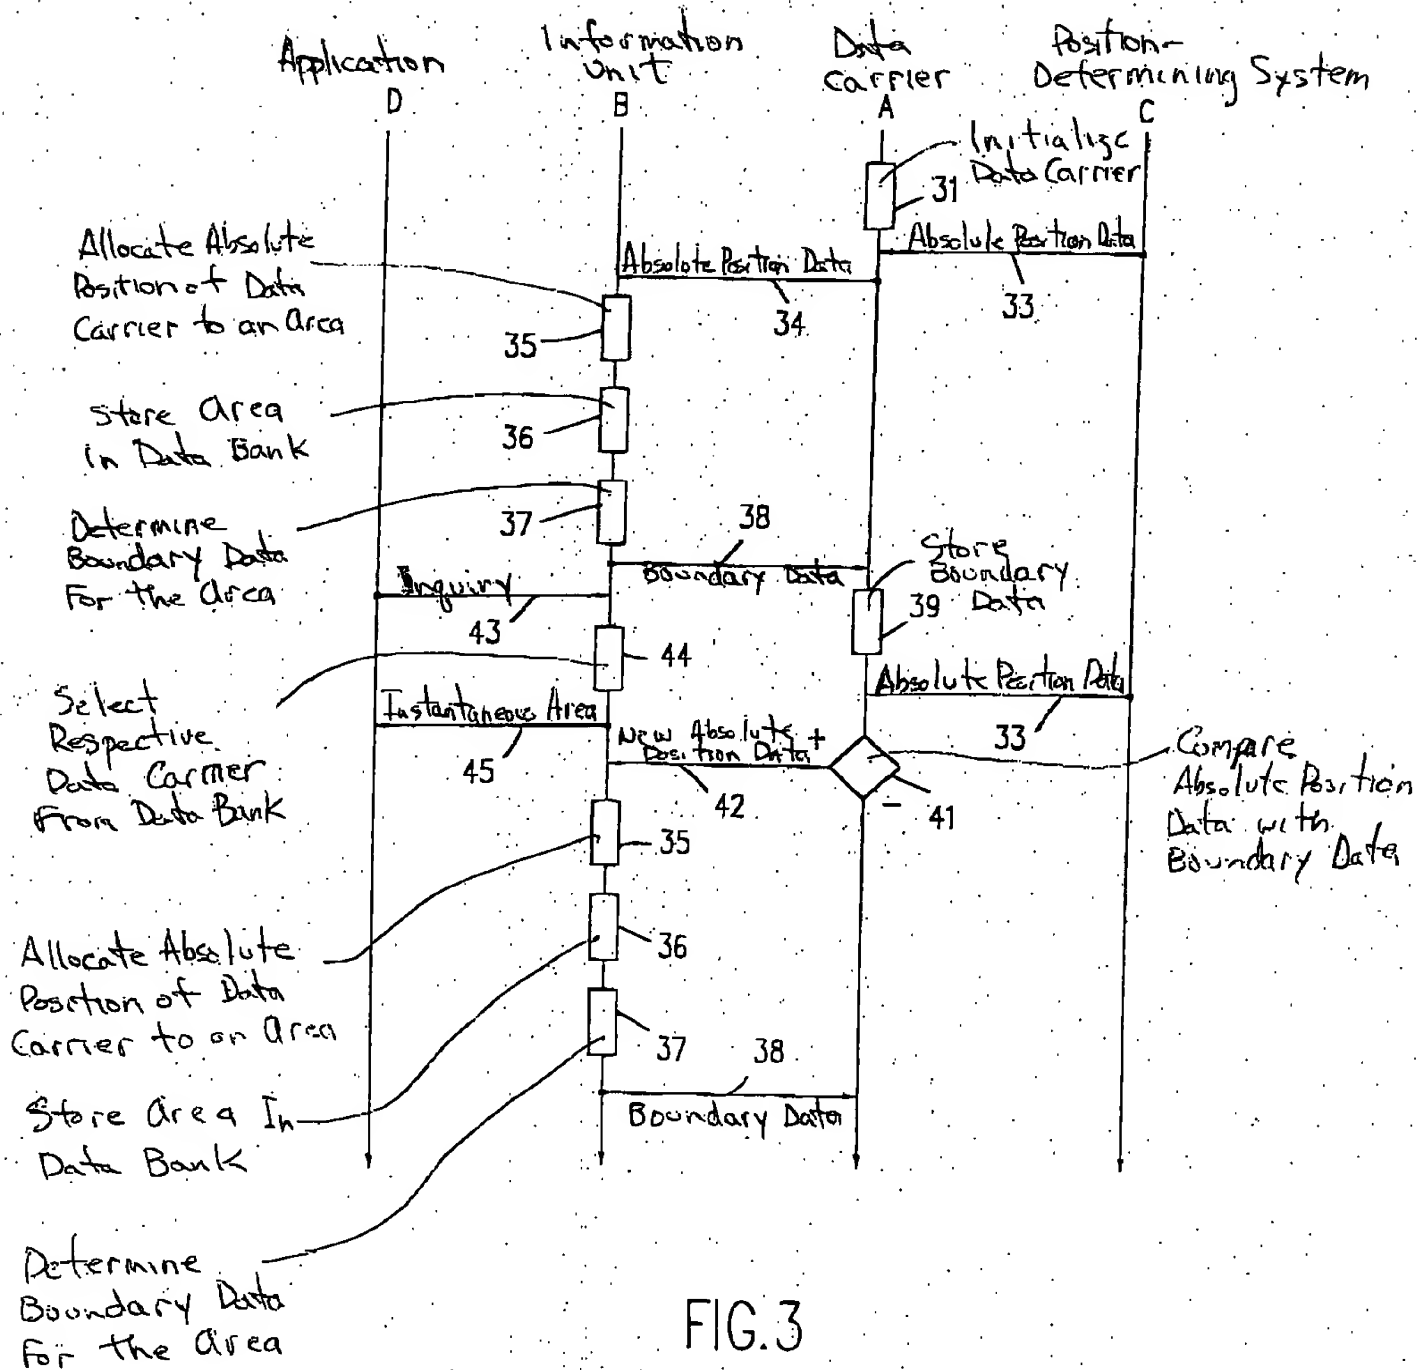 Application
D
Information
Unit
B
Data
Carrier
A
Position-
Determining System
C
Initialize
Data Carrier
31
Absolute Position Data
33
Absolute Position Data
34
Allocate Absolute
Position of Data
Carrier to an Area
35
Store Area
in Data Bank
36
Determine
Boundary Data
For the Area
37
38
Boundary Data
Store
Boundary
Data
39
Inquiry
43
44
Select
Respective
Data Carrier
From Data Bank
Instantaneous Area
45
Absolute Position Data
33
New Absolute
Position Data
+
42
-
41
Compare
Absolute Position
Data with
Boundary Data
35
Allocate Absolute
Position of Data
Carrier to an Area
36
Store Area In
Data Bank
37
38
Boundary Data
Determine
Boundary Data
For the Area
FIG.3